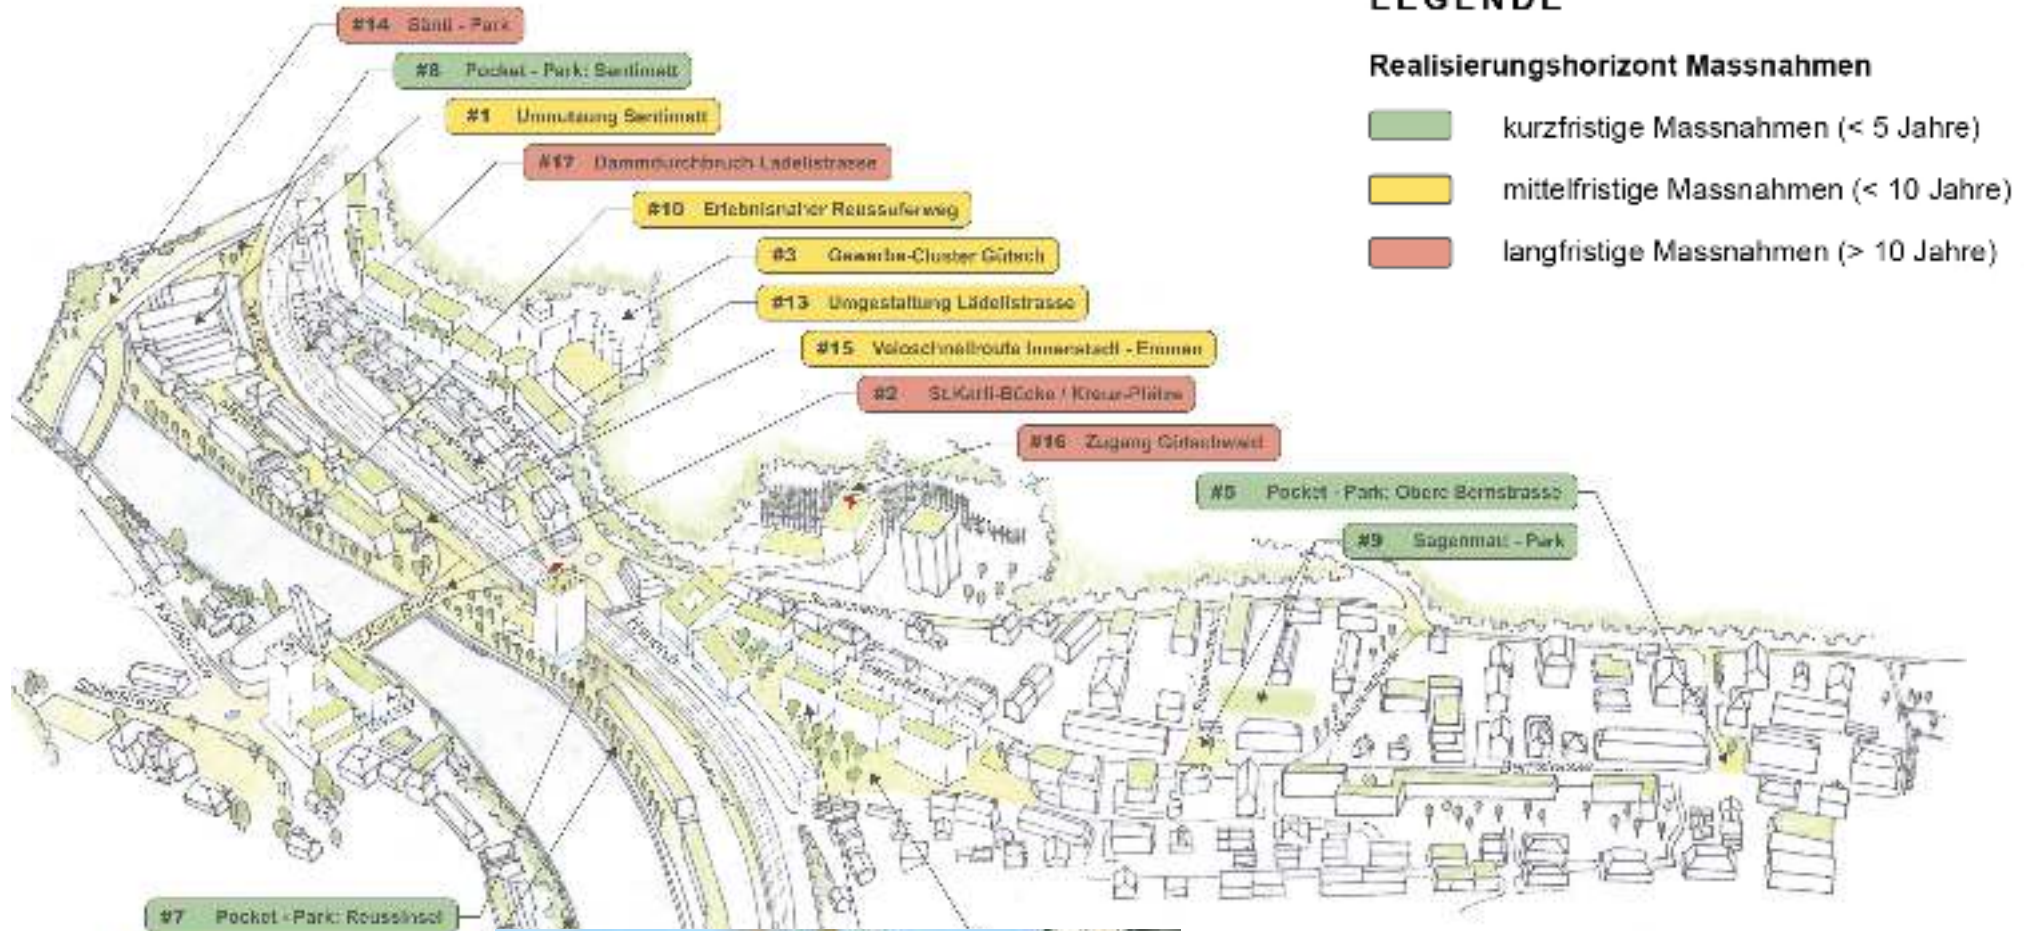 LEGENDE
Realisierungshorizont Massnahmen
kurzfristige Massnahmen (< 5 Jahre)
mittelfristige Massnahmen (< 10 Jahre)
langfristige Massnahmen (> 10 Jahre)
#14 Sänti - Park
#8 Pocket - Park: Sentimatt
#1 Umnutzung Sentimatt
#17 Dammdurchbruch Lädelistrasse
#10 Erlebnisnaher Reussuferweg
#3 Gewerbe-Cluster Gütsch
#13 Umgestaltung Lädelistrasse
#15 Veloschnellroute Innenstadt - Emmen
#2 St.Karli-Bücke / Kreuz-Plätze
#16 Zugang Gütschwald
#5 Pocket - Park: Obere Bernstrasse
#9 Sagenmatt - Park
Bernstrasse
#7 Pocket - Park: Reussinsel